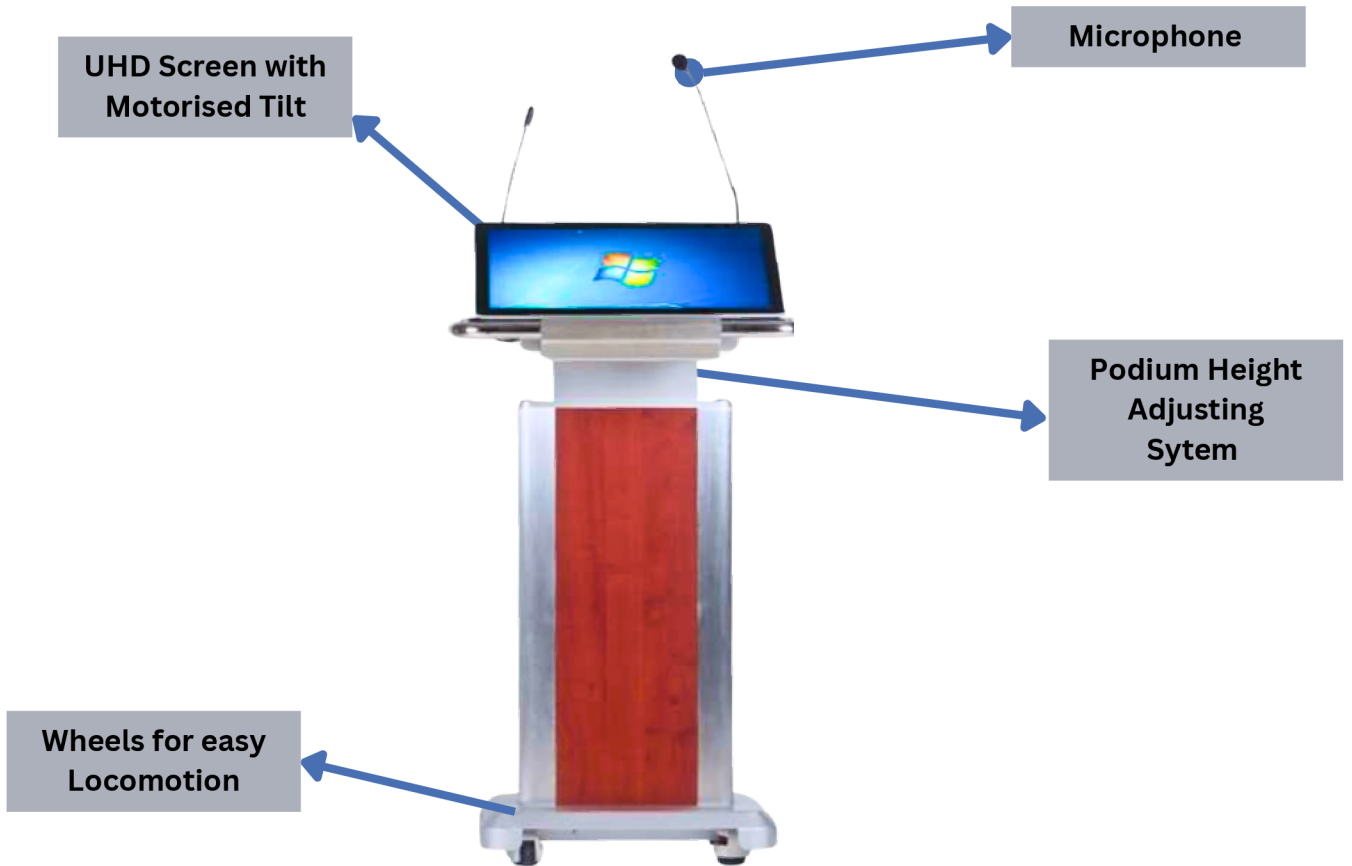 UHD Screen with
Motorised Tilt
Microphone
Podium Height
Adjusting
Sytem
Wheels for easy
Locomotion